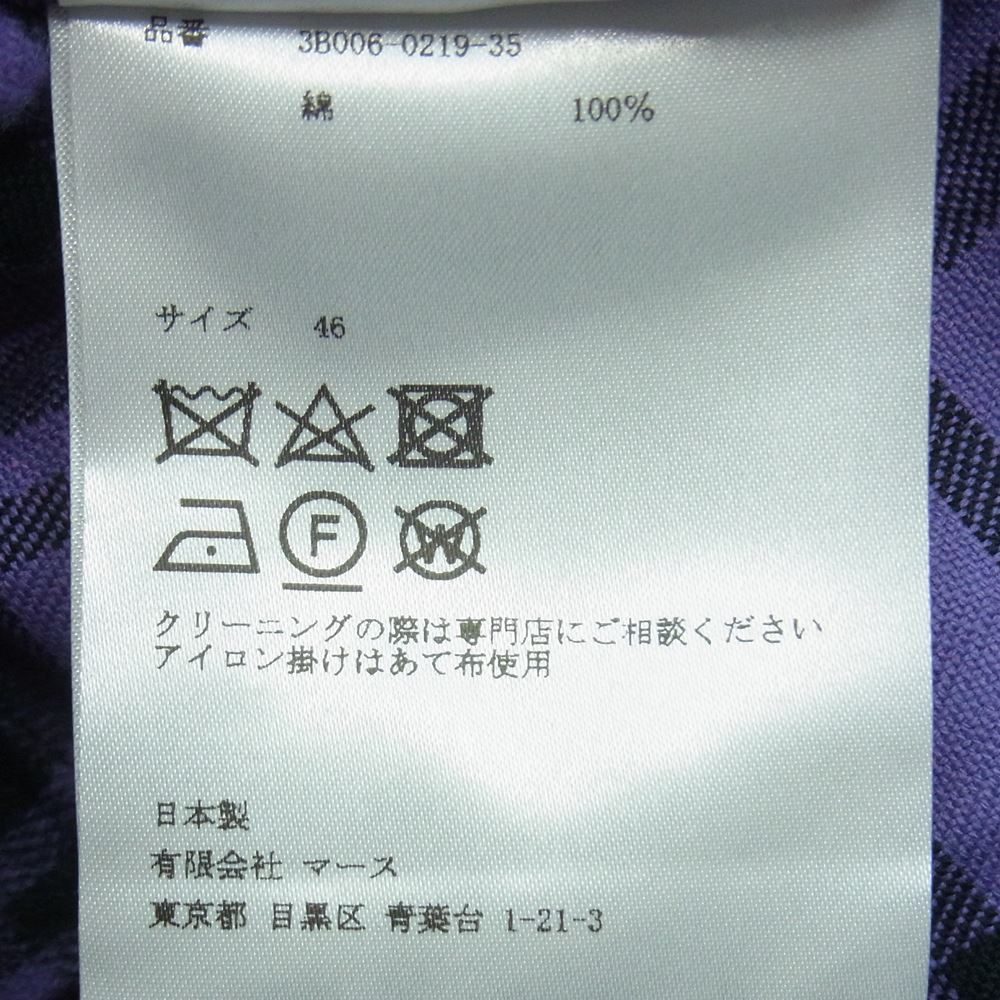 品番 3B006-0219-35
綿 100%
サイズ 46
F
W
クリーニングの際は専門店にご相談ください
アイロン掛けはあて布使用
日本製
有限会社 マース
東京都 目黒区 青葉台 1-21-3